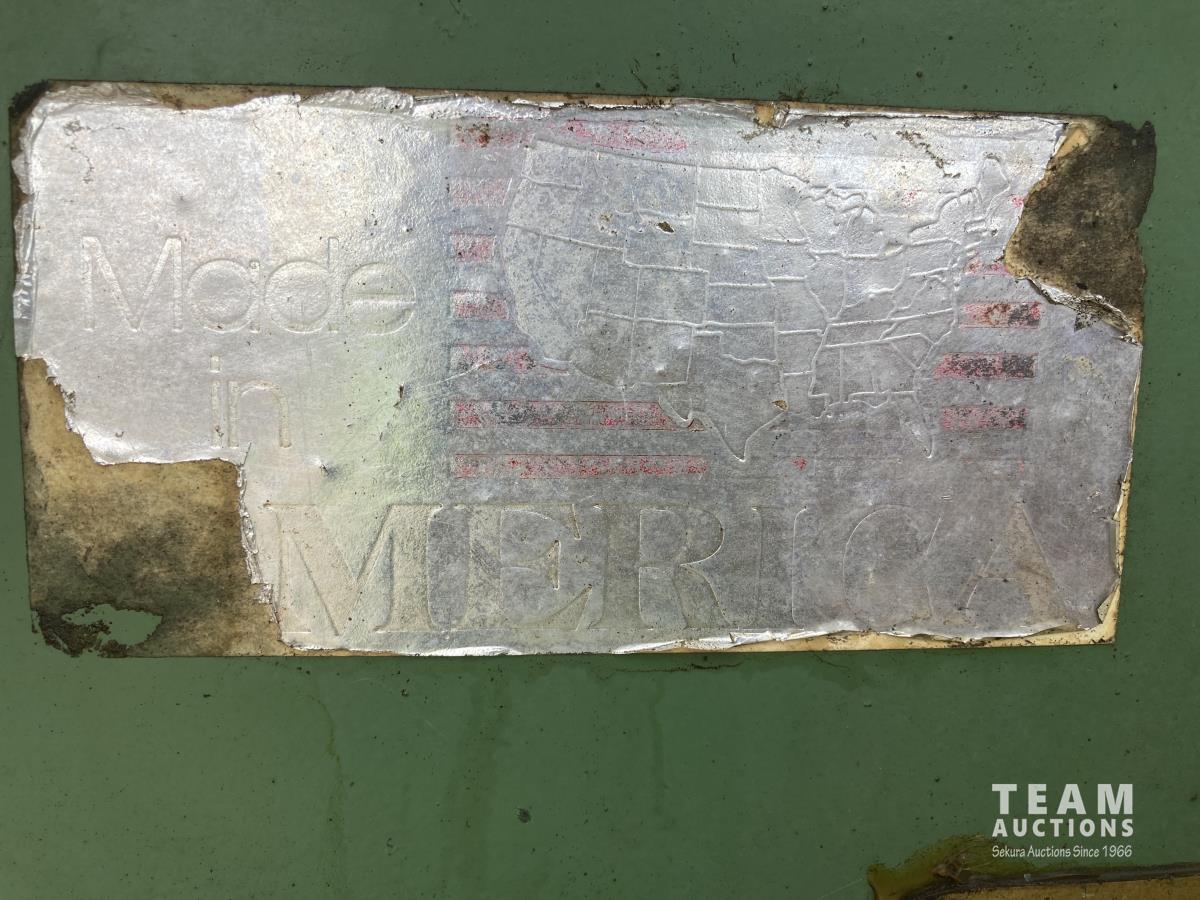 Made
in
MERICA
TEAM
AUCTIONS
Sekura Auctions Since 1966